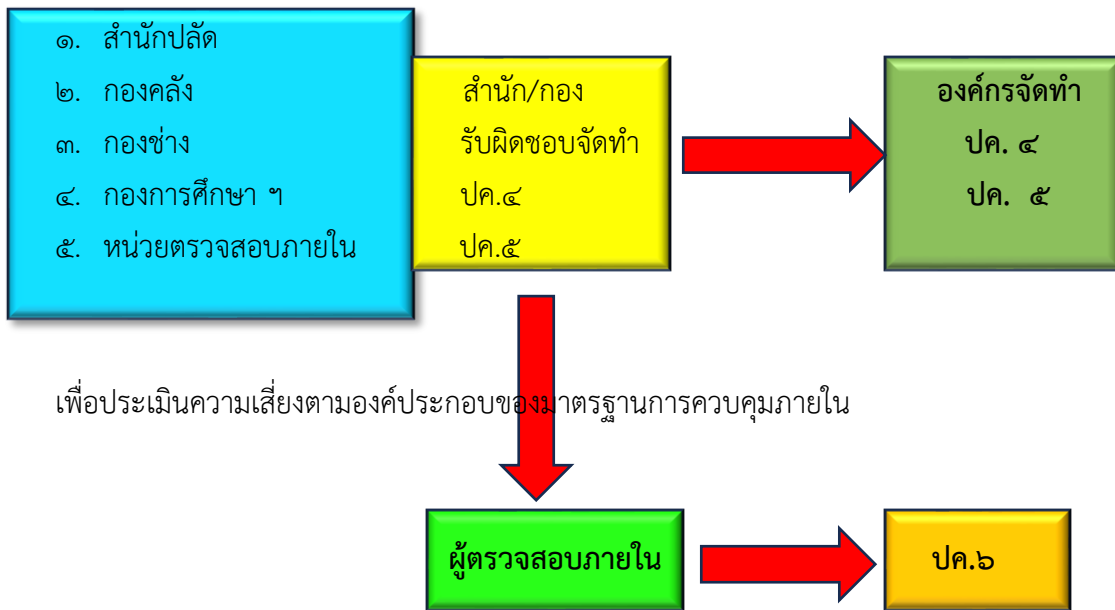 ๑. สำนักปลัด
๒. กองคลัง
๓. กองช่าง
๔. กองการศึกษา ฯ
๕. หน่วยตรวจสอบภายใน
สำนัก/กอง
รับผิดชอบจัดทำ
ปค.๔
ปค.๕
องค์กรจัดทำ
ปค. ๔
ปค. ๕
เพื่อประเมินความเสี่ยงตามองค์ประกอบของมาตรฐานการควบคุมภายใน
ผู้ตรวจสอบภายใน
ปค.๖